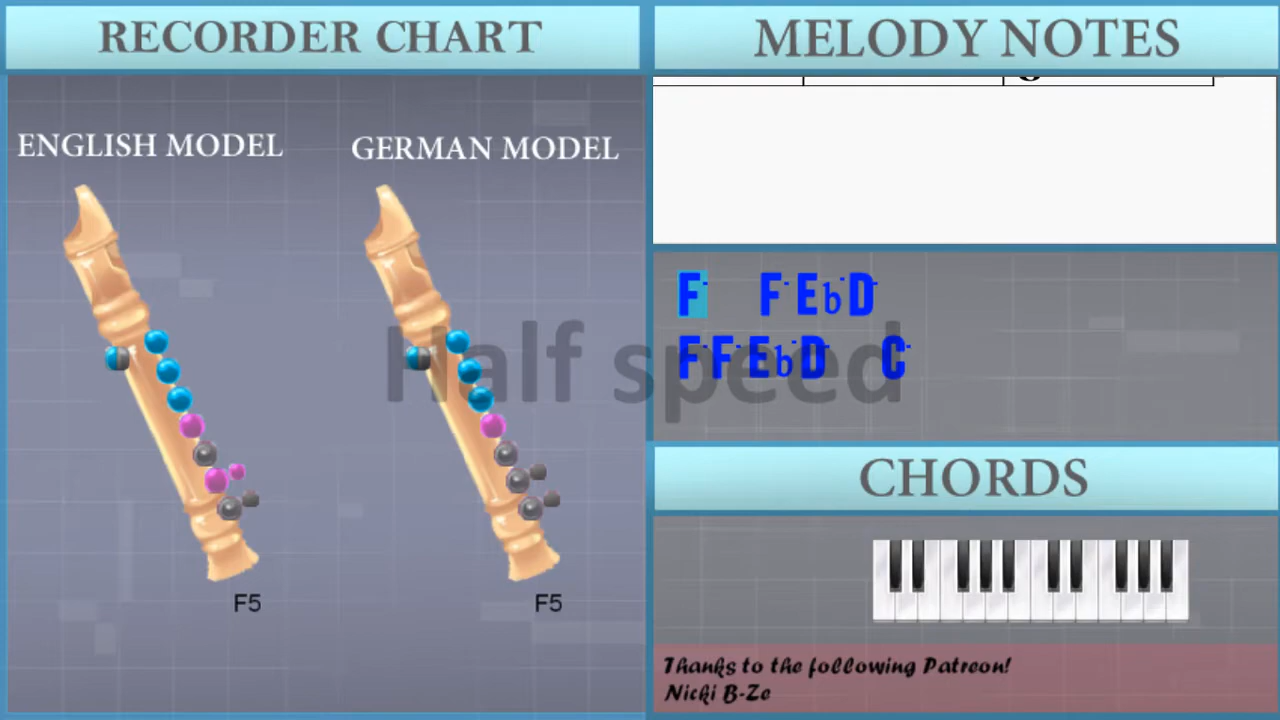 RECORDER CHART
ENGLISH MODEL
GERMAN MODEL
F5
F5
MELODY NOTES
F- F-Eb-D-
F-F-Eb-D- C-
Half speed
CHORDS
Thanks to the following Patreon!
Nicki B-Ze